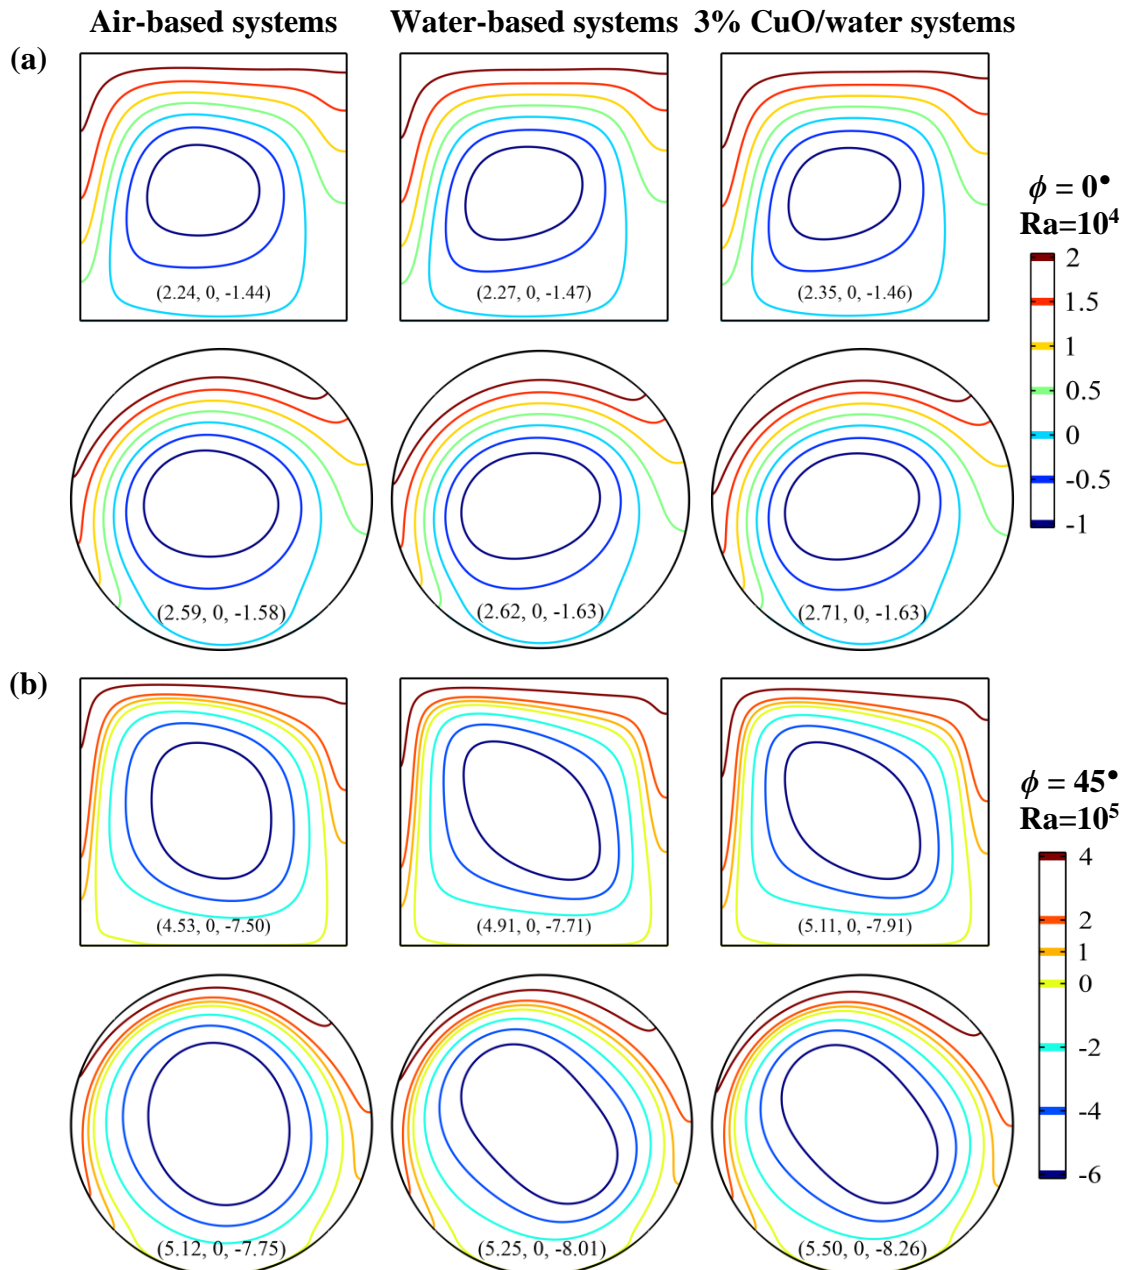 Air-based systems Water-based systems 3% CuO/water systems
(a)
ϕ = 0•
Ra=10⁴
2
1.5
1
0.5
0
-0.5
-1
(2.24, 0, -1.44) (2.27, 0, -1.47) (2.35, 0, -1.46)
(2.59, 0, -1.58) (2.62, 0, -1.63) (2.71, 0, -1.63)
(b)
ϕ = 45•
Ra=10⁵
4
2
1
0
-2
-4
-6
(4.53, 0, -7.50) (4.91, 0, -7.71) (5.11, 0, -7.91)
(5.12, 0, -7.75) (5.25, 0, -8.01) (5.50, 0, -8.26)